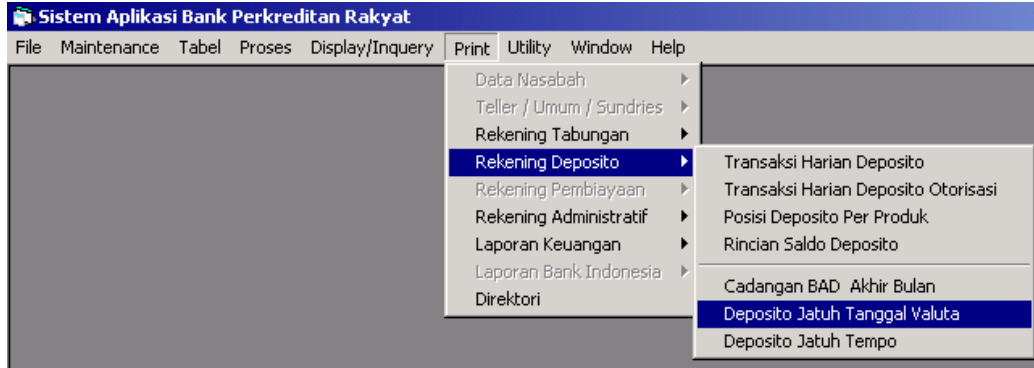 Sistem Aplikasi Bank Perkreditan Rakyat
File Maintenance Tabel Proses Display/Inquery Print Utility Window Help
Data Nasabah
Teller / Umum / Sundries
Rekening Tabungan
Rekening Deposito
Rekening Pembiayaan
Rekening Administratif
Laporan Keuangan
Laporan Bank Indonesia
Direktori
Transaksi Harian Deposito
Transaksi Harian Deposito Otorisasi
Posisi Deposito Per Produk
Rincian Saldo Deposito
Cadangan BAD Akhir Bulan
Deposito Jatuh Tanggal Valuta
Deposito Jatuh Tempo